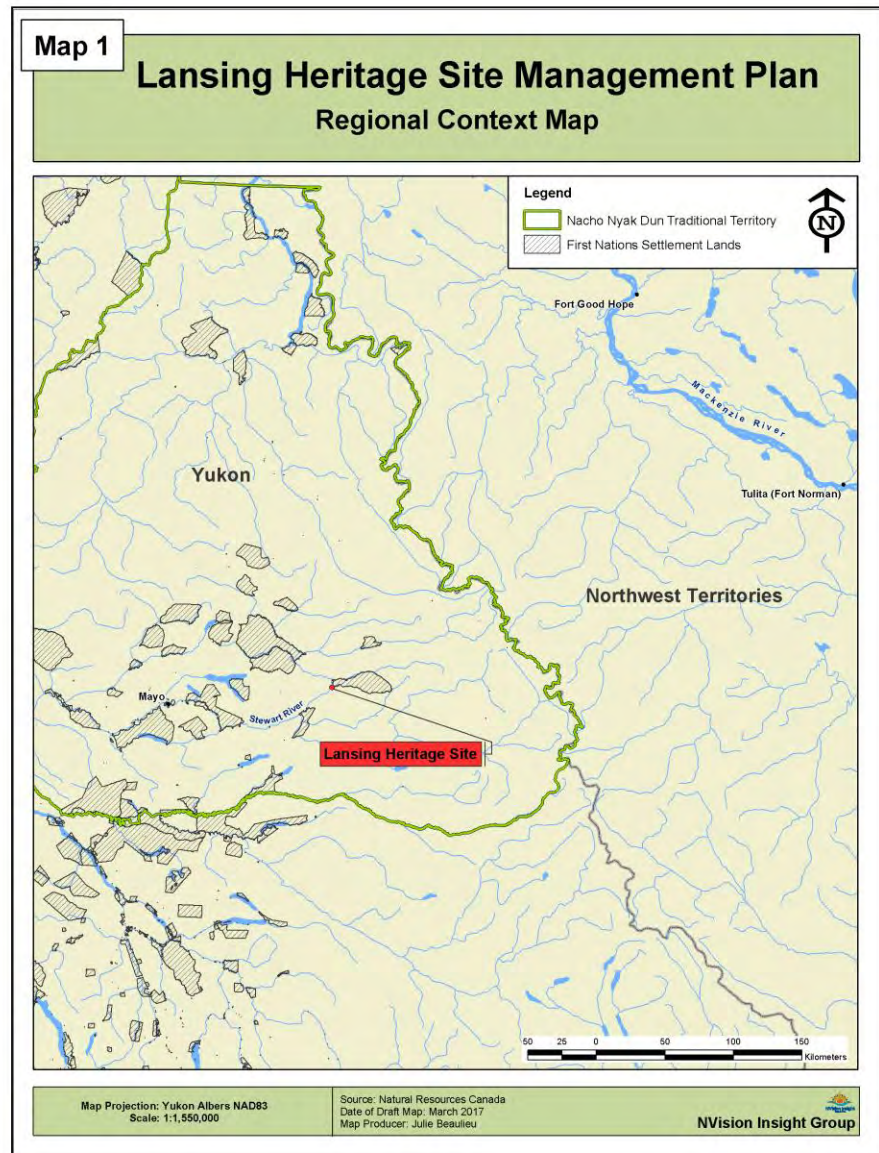 Map 1
Lansing Heritage Site Management Plan
Regional Context Map
Legend
Nacho Nyak Dun Traditional Territory
First Nations Settlement Lands
N
Fort Good Hope
Mackenzie River
Tulita (Fort Norman)
Yukon
Northwest Territories
Mayo
Stewart River
Lansing Heritage Site
50 25 0 50 100 150
Kilometers
Map Projection: Yukon Albers NAD83
Scale: 1:1,550,000
Source: Natural Resources Canada
Date of Draft Map: March 2017
Map Producer: Julie Beaulieu
NVision Insight Group